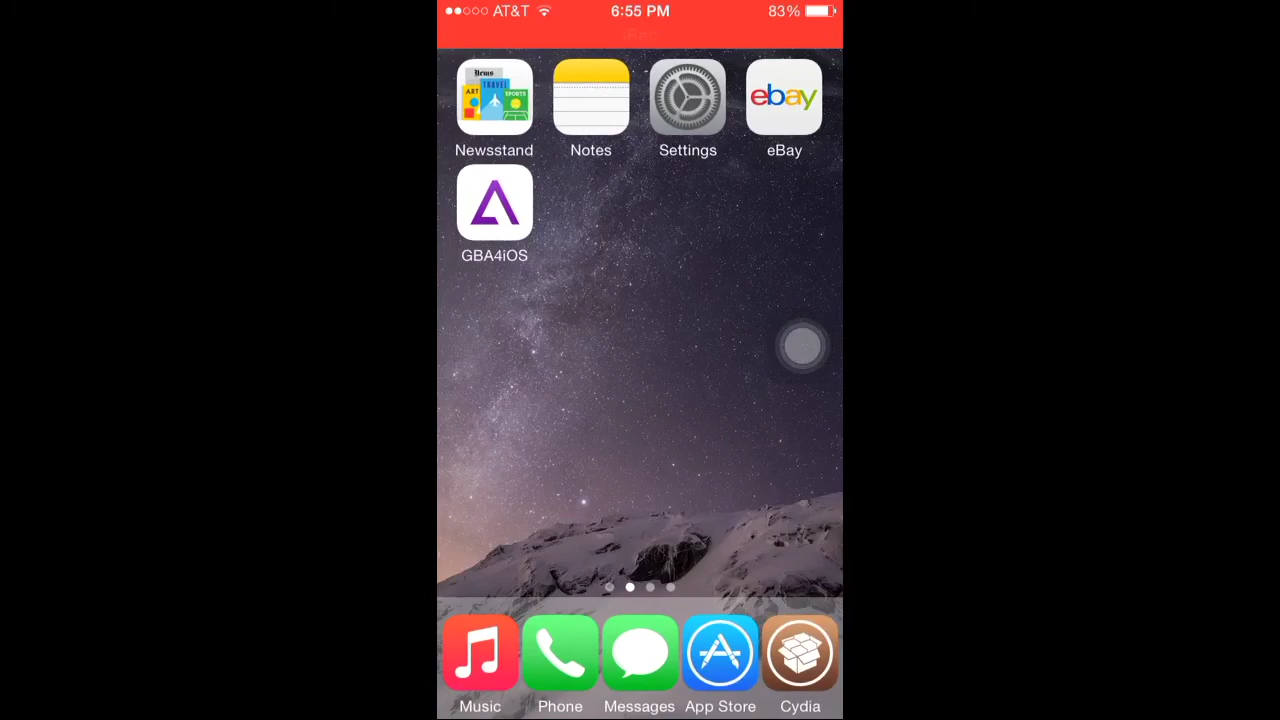 AT&T 6:55 PM 83%
News
TRAVEL
ART
SPORTS
ebay
Newsstand Notes Settings eBay
GBA4iOS
Music Phone Messages App Store Cydia